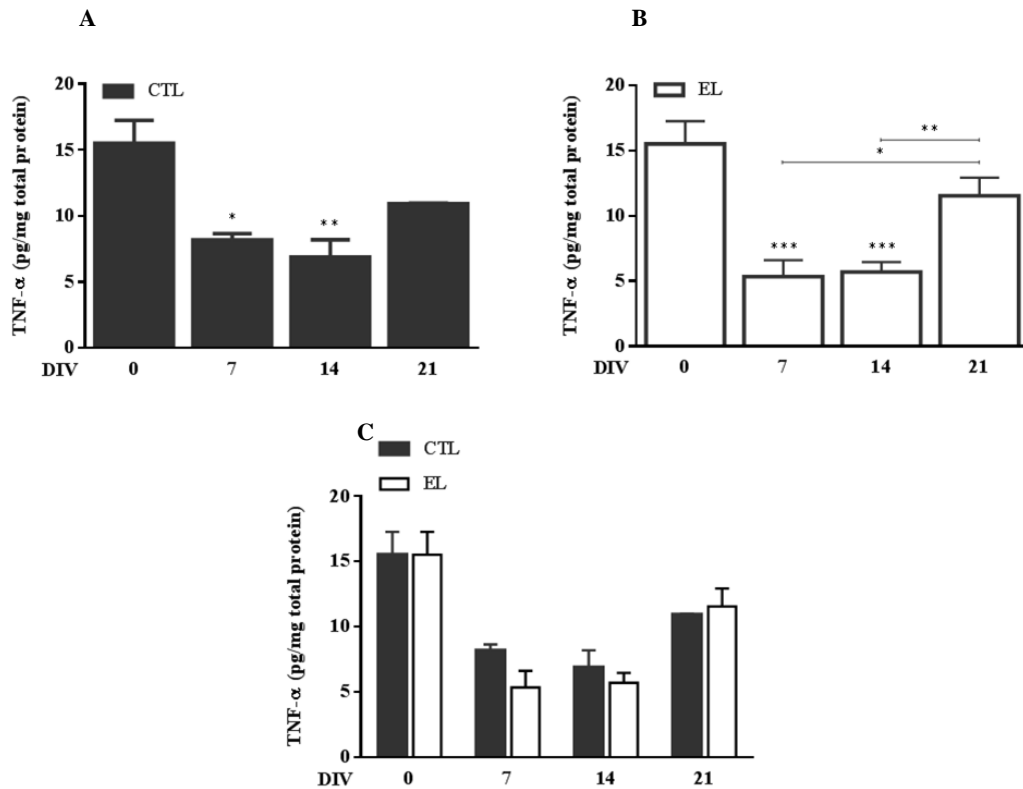 A
B
CTL
EL
TNF-α (pg/mg total protein)
20
15
10
5
0
*
**
DIV 0 7 14 21
TNF-α (pg/mg total protein)
20
15
10
5
0
**
*
***
***
DIV 0 7 14 21
C
CTL
EL
TNF-α (pg/mg total protein)
20
15
10
5
0
DIV 0 7 14 21